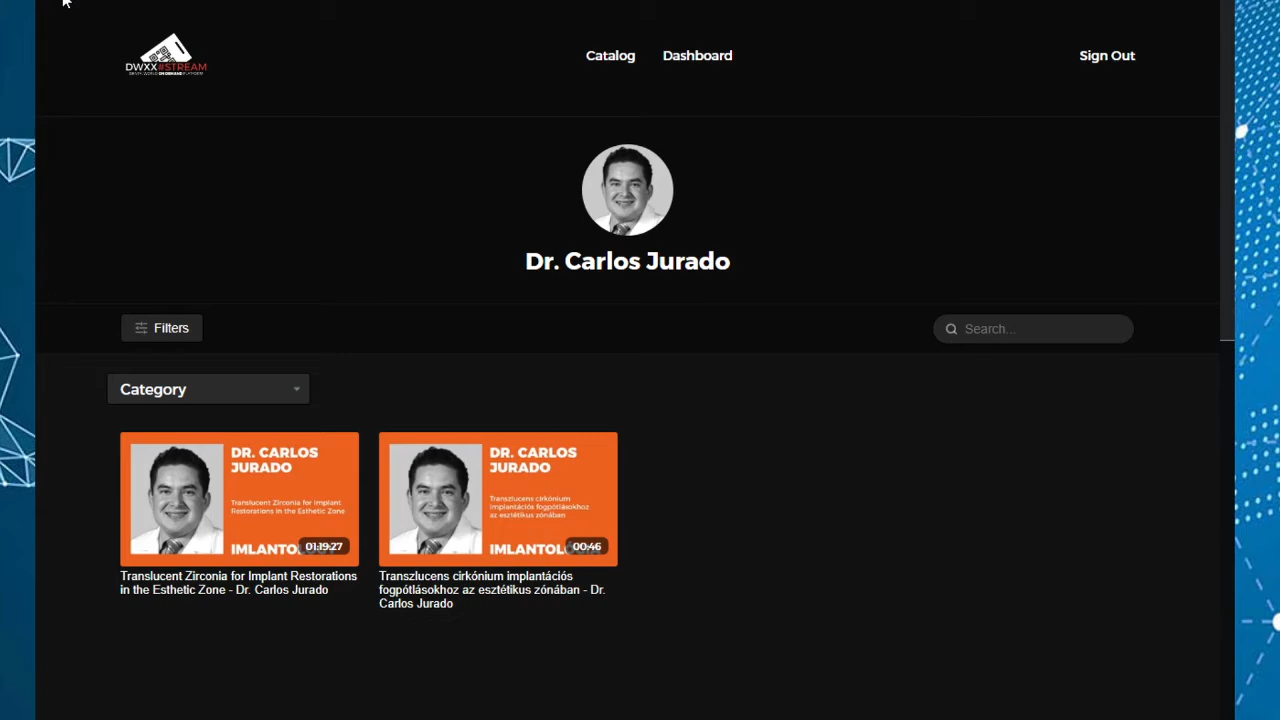 DWXX#STREAM
Catalog
Dashboard
Sign Out
Dr. Carlos Jurado
Filters
Search...
Category
DR. CARLOS
JURADO
Translucent Zirconia for Implant
Restorations in the Esthetic Zone
01:19:27
Translucent Zirconia for Implant Restorations
in the Esthetic Zone - Dr. Carlos Jurado
DR. CARLOS
JURADO
Transzlucens cirkónium
implantációs fogpótlásokhoz
az esztétikus zónában
00:46
Transzlucens cirkónium implantációs
fogpótlásokhoz az esztétikus zónában - Dr.
Carlos Jurado